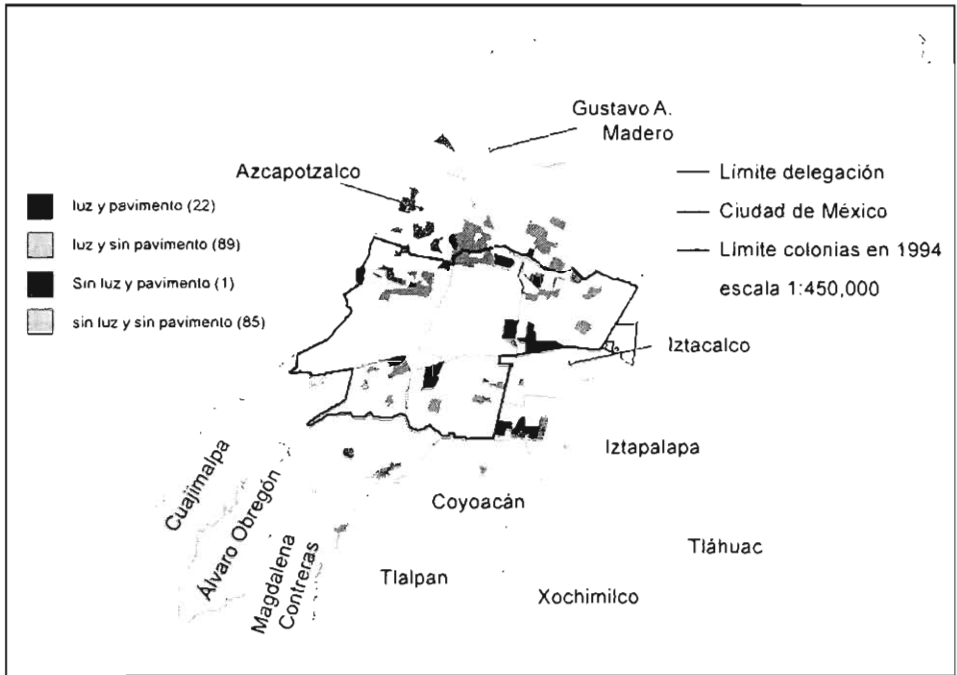 Gustavo A.
Madero
Azcapotzalco
luz y pavimento (22)
luz y sin pavimento (89)
Sin luz y pavimento (1)
sin luz y sin pavimento (85)
Límite delegación
Ciudad de México
Límite colonias en 1994
escala 1:450,000
Iztacalco
Iztapalapa
Cuajimalpa
Álvaro Obregón
Magdalena
Contreras
Coyoacán
Tlalpan
Xochimilco
Tláhuac